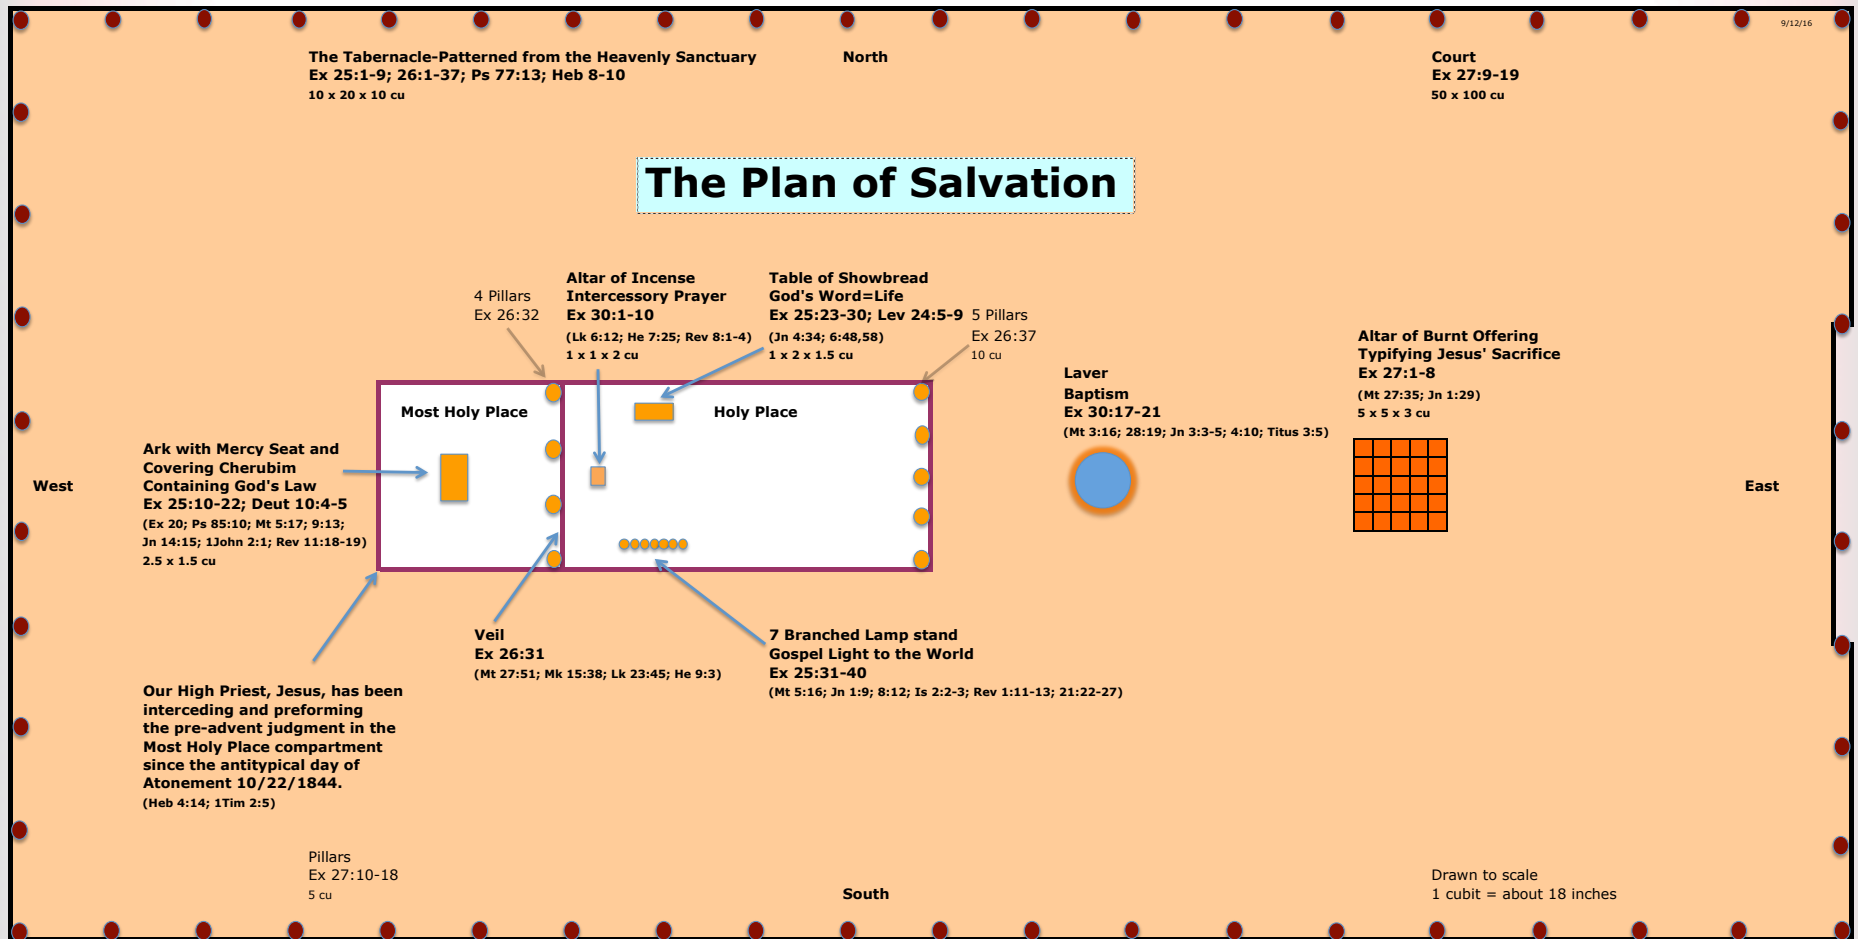 9/12/16
The Tabernacle-Patterned from the Heavenly Sanctuary
Ex 25:1-9; 26:1-37; Ps 77:13; Heb 8-10
10 x 20 x 10 cu
North
Court
Ex 27:9-19
50 x 100 cu
The Plan of Salvation
4 Pillars
Ex 26:32
Altar of Incense
Intercessory Prayer
Ex 30:1-10
(Lk 6:12; He 7:25; Rev 8:1-4)
1 x 1 x 2 cu
Table of Showbread
God's Word=Life
Ex 25:23-30; Lev 24:5-9
(Jn 4:34; 6:48,58)
1 x 2 x 1.5 cu
5 Pillars
Ex 26:37
10 cu
Laver
Baptism
Ex 30:17-21
(Mt 3:16; 28:19; Jn 3:3-5; 4:10; Titus 3:5)
Altar of Burnt Offering
Typifying Jesus' Sacrifice
Ex 27:1-8
(Mt 27:35; Jn 1:29)
5 x 5 x 3 cu
Most Holy Place
Holy Place
West
Ark with Mercy Seat and
Covering Cherubim
Containing God's Law
Ex 25:10-22; Deut 10:4-5
(Ex 20; Ps 85:10; Mt 5:17; 9:13;
Jn 14:15; 1John 2:1; Rev 11:18-19)
2.5 x 1.5 cu
East
Veil
Ex 26:31
(Mt 27:51; Mk 15:38; Lk 23:45; He 9:3)
7 Branched Lamp stand
Gospel Light to the World
Ex 25:31-40
(Mt 5:16; Jn 1:9; 8:12; Is 2:2-3; Rev 1:11-13; 21:22-27)
Our High Priest, Jesus, has been
interceding and preforming
the pre-advent judgment in the
Most Holy Place compartment
since the antitypical day of
Atonement 10/22/1844.
(Heb 4:14; 1Tim 2:5)
Pillars
Ex 27:10-18
5 cu
South
Drawn to scale
1 cubit = about 18 inches